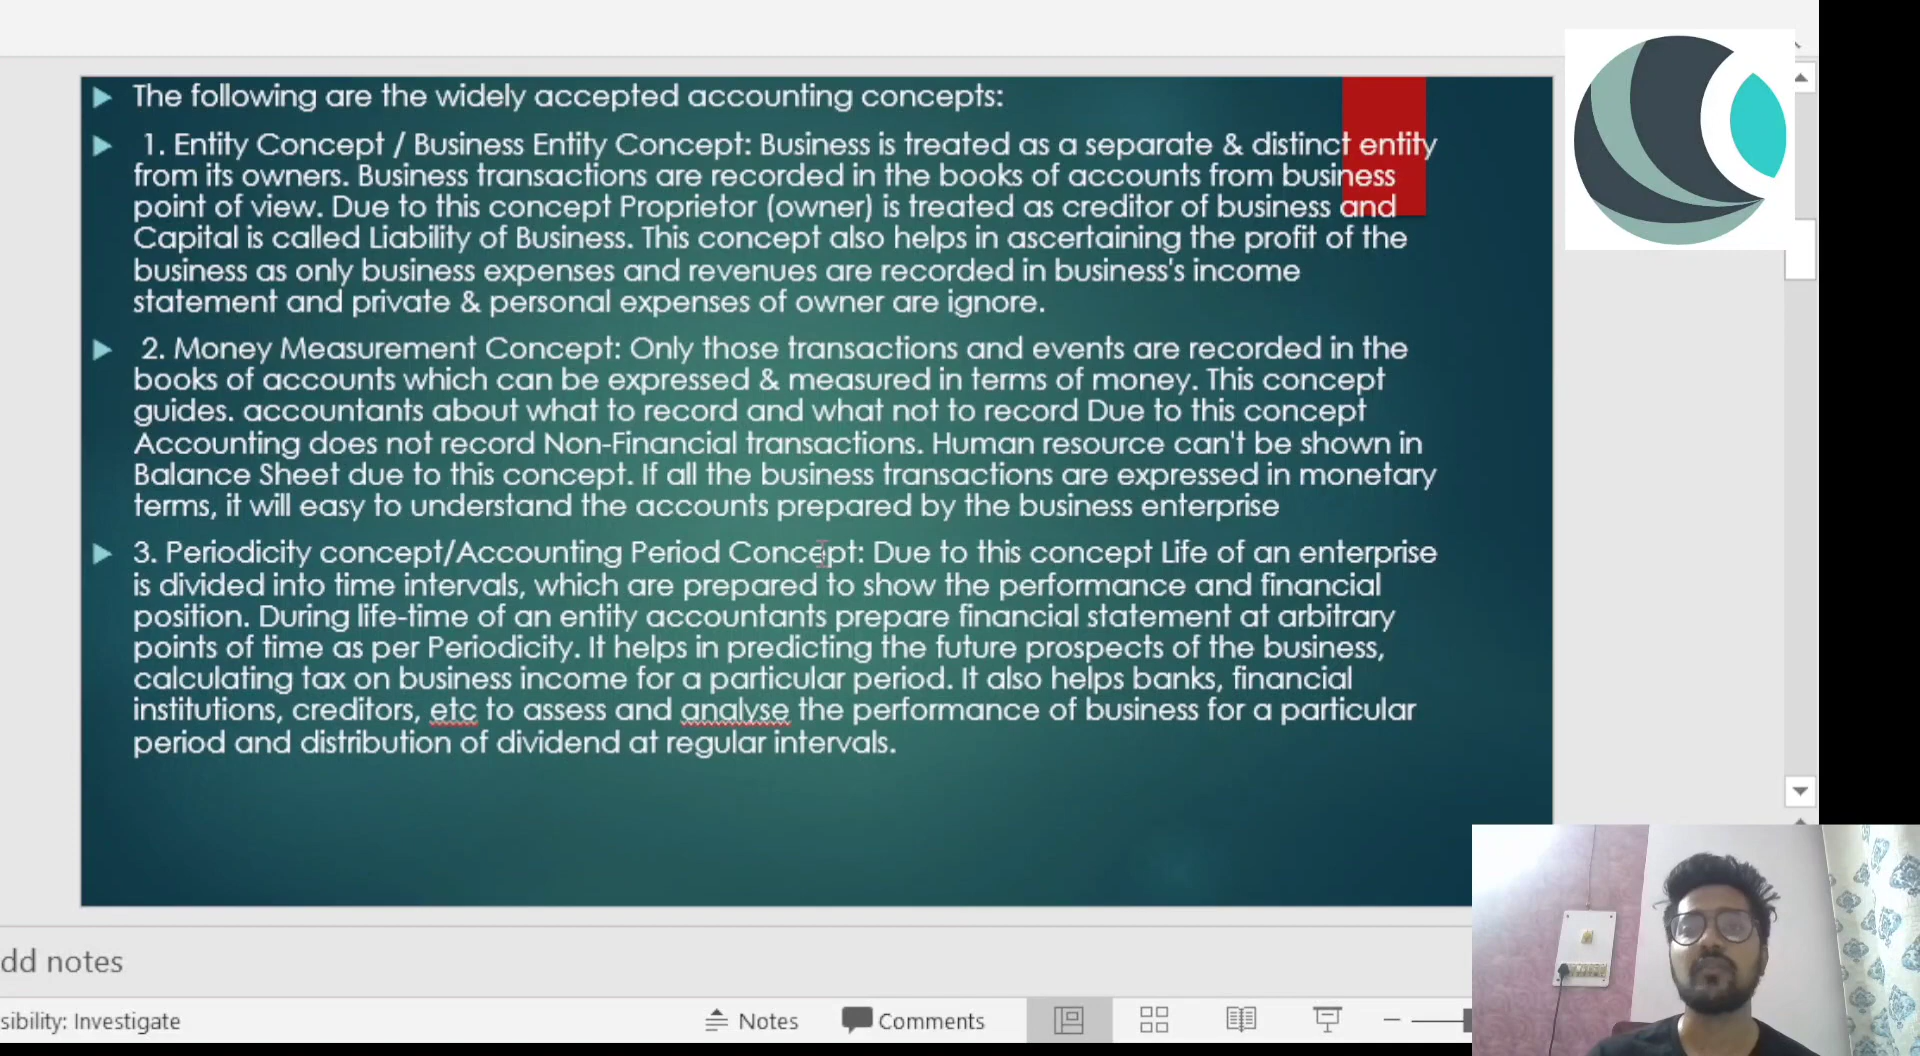 The following are the widely accepted accounting concepts:
1. Entity Concept / Business Entity Concept: Business is treated as a separate & distinct entity
from its owners. Business transactions are recorded in the books of accounts from business
point of view. Due to this concept Proprietor (owner) is treated as creditor of business and
Capital is called Liability of Business. This concept also helps in ascertaining the profit of the
business as only business expenses and revenues are recorded in business's income
statement and private & personal expenses of owner are ignore.
2. Money Measurement Concept: Only those transactions and events are recorded in the
books of accounts which can be expressed & measured in terms of money. This concept
guides. accountants about what to record and what not to record Due to this concept
Accounting does not record Non-Financial transactions. Human resource can't be shown in
Balance Sheet due to this concept. If all the business transactions are expressed in monetary
terms, it will easy to understand the accounts prepared by the business enterprise
3. Periodicity concept/Accounting Period Concept: Due to this concept Life of an enterprise
is divided into time intervals, which are prepared to show the performance and financial
position. During life-time of an entity accountants prepare financial statement at arbitrary
points of time as per Periodicity. It helps in predicting the future prospects of the business,
calculating tax on business income for a particular period. It also helps banks, financial
institutions, creditors, etc to assess and analyse the performance of business for a particular
period and distribution of dividend at regular intervals.
dd notes
sibility: Investigate
Notes
Comments